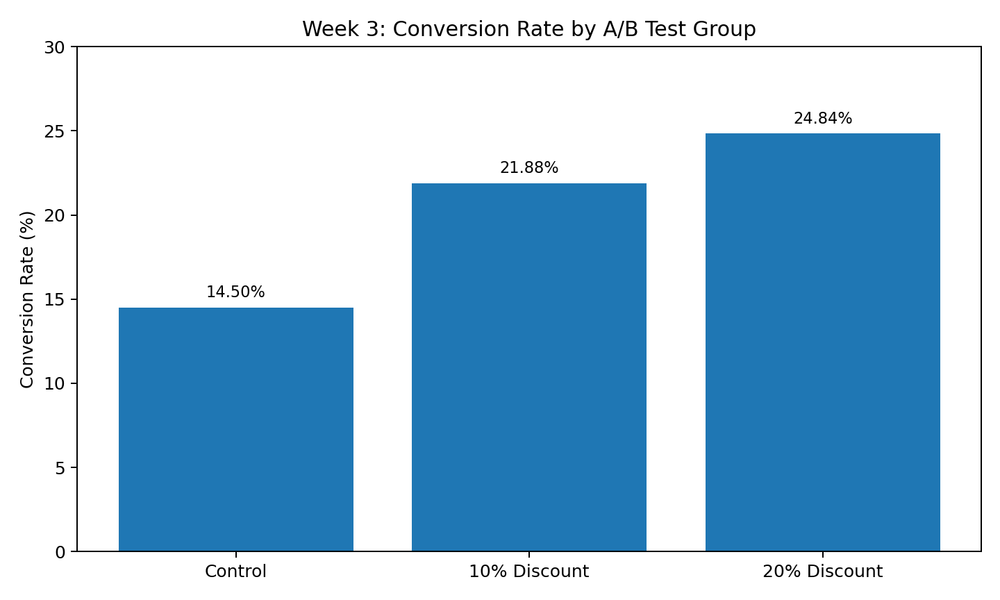 Week 3: Conversion Rate by A/B Test Group
Conversion Rate (%)
30
25
20
15
10
5
0
14.50%
21.88%
24.84%
Control
10% Discount
20% Discount